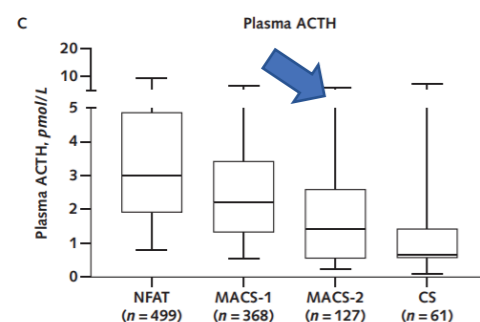 C
Plasma ACTH
Plasma ACTH, pmol/L
20
10
5
5
4
3
2
1
0
NFAT
(n = 499)
MACS-1
(n = 368)
MACS-2
(n = 127)
CS
(n = 61)